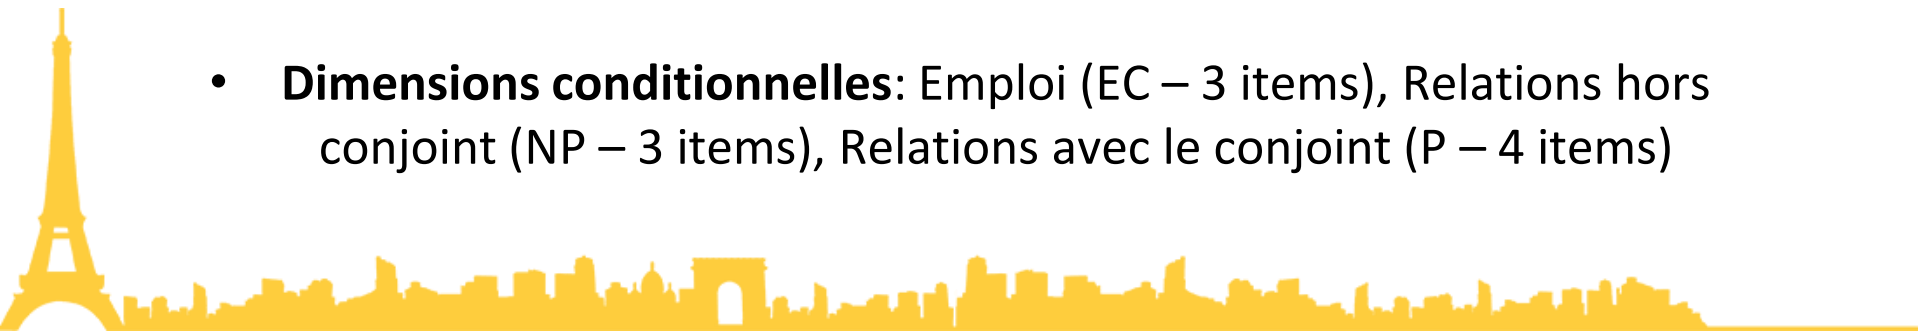 • Dimensions conditionnelles: Emploi (EC – 3 items), Relations hors
conjoint (NP – 3 items), Relations avec le conjoint (P – 4 items)